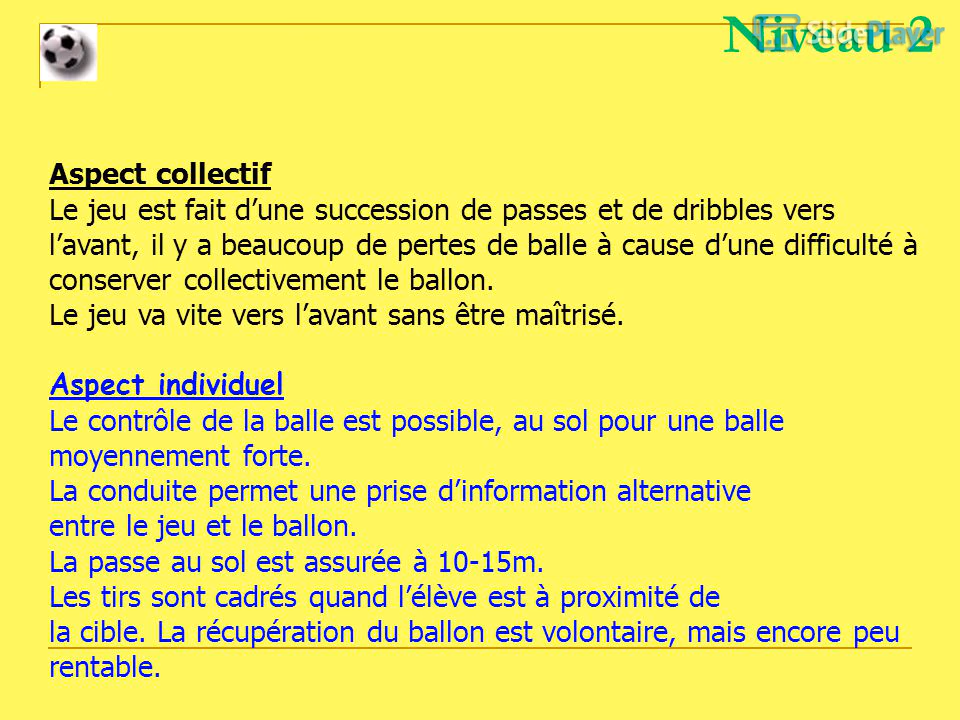 Niveau 2
SlidePlayer
Aspect collectif
Le jeu est fait d’une succession de passes et de dribbles vers
l’avant, il y a beaucoup de pertes de balle à cause d’une difficulté à
conserver collectivement le ballon.
Le jeu va vite vers l’avant sans être maîtrisé.
Aspect individuel
Le contrôle de la balle est possible, au sol pour une balle
moyennement forte.
La conduite permet une prise d’information alternative
entre le jeu et le ballon.
La passe au sol est assurée à 10-15m.
Les tirs sont cadrés quand l’élève est à proximité de
la cible. La récupération du ballon est volontaire, mais encore peu
rentable.